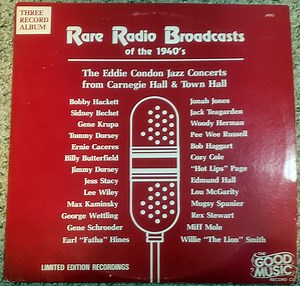 THREE
RECORD
ALBUM
Rare Radio Broadcasts
of the 1940's
The Eddie Condon Jazz Concerts
from Carnegie Hall & Town Hall
Bobby Hackett
Sidney Bechet
Gene Krupa
Tommy Dorsey
Ernie Caceres
Billy Butterfield
Jimmy Dorsey
Jess Stacy
Lee Wiley
Max Kaminsky
George Wettling
Gene Schroeder
Earl "Fatha" Hines
Jonah Jones
Jack Teagarden
Woody Herman
Pee Wee Russell
Bob Haggart
Cozy Cole
"Hot Lips" Page
Edmund Hall
Lou McGarity
Mugsy Spanier
Rex Stewart
Miff Mole
Willie "The Lion" Smith
LIMITED EDITION RECORDINGS
THE
GOOD
MUSIC
RECORD CO.